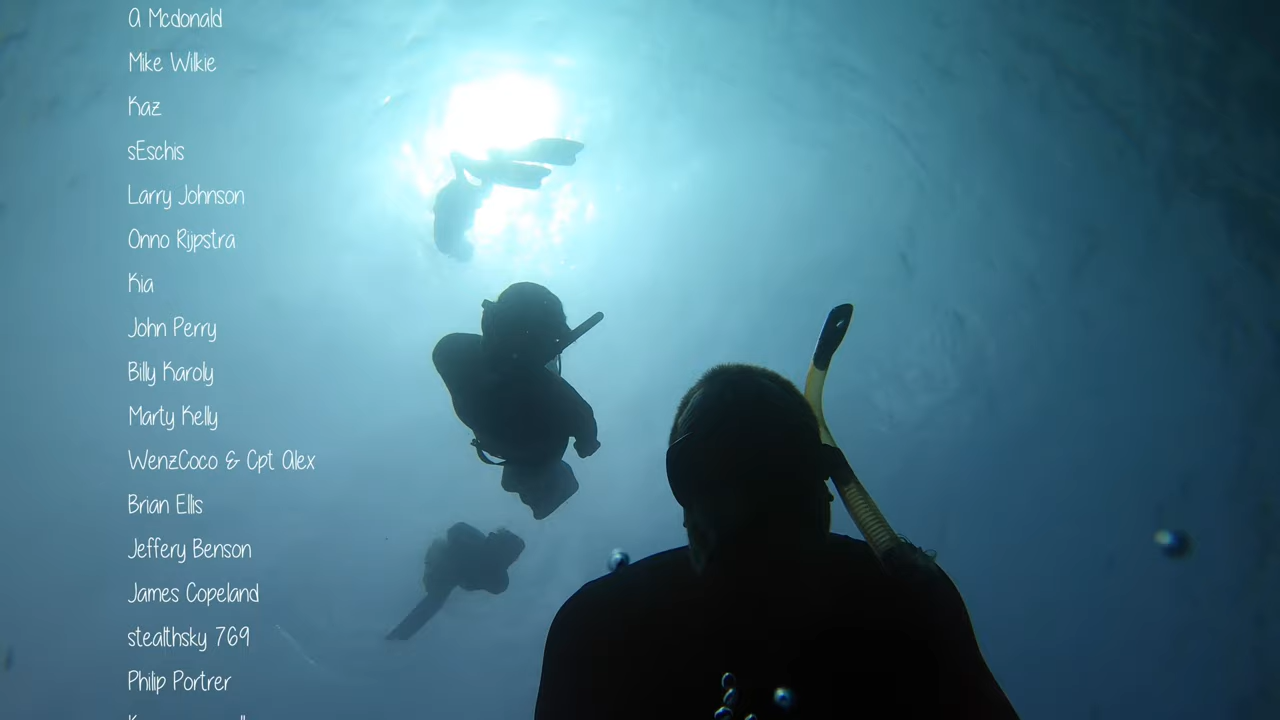 A Mcdonald
Mike Wilkie
Kaz
sEschis
Larry Johnson
Onno Rijpstra
Kia
John Perry
Billy Karoly
Marty Kelly
WenzCoco & Cpt Alex
Brian Ellis
Jeffery Benson
James Copeland
stealthsky 769
Philip Portrer